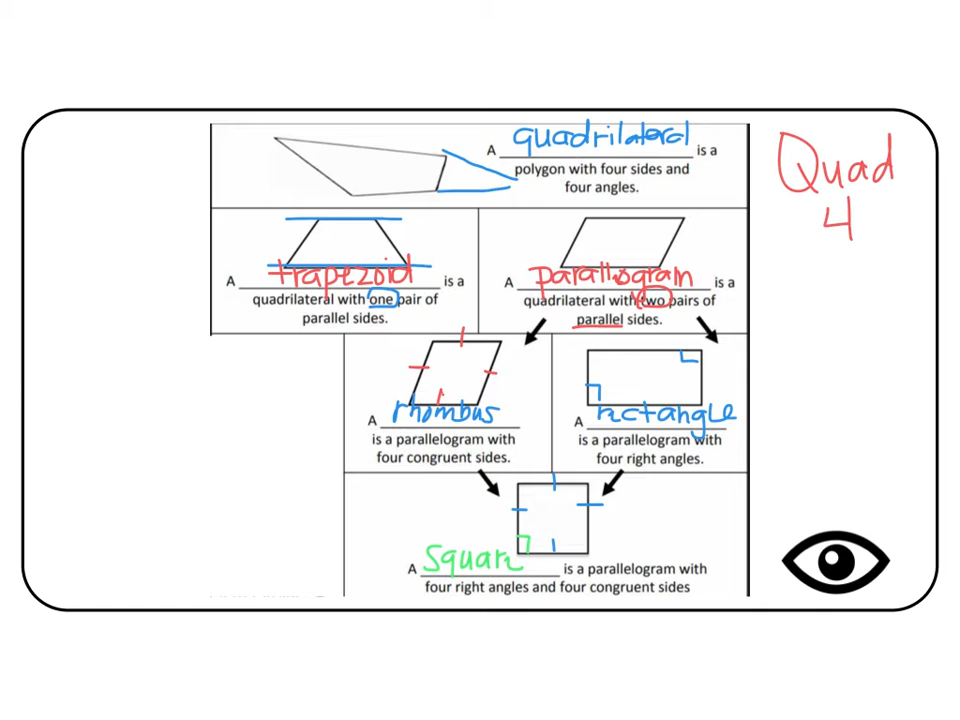 A quadrilateral is a
polygon with four sides and
four angles.
Quad
4
A trapezoid is a
quadrilateral with one pair of
parallel sides.
A parallelogram is a
quadrilateral with two pairs of
parallel sides.
A rhombus
is a parallelogram with
four congruent sides.
A rectangle
is a parallelogram with
four right angles.
A Square is a parallelogram with
four right angles and four congruent sides